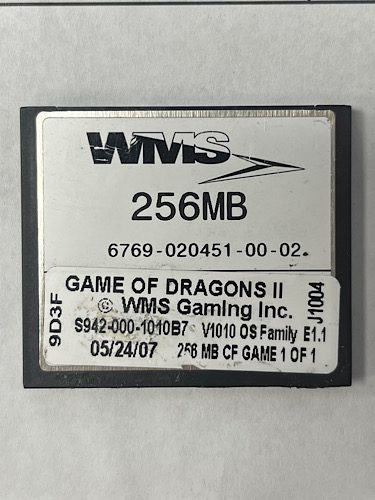 WMS
256MB
6769-020451-00-02.
GAME OF DRAGONS II
© WMS Gaming Inc.
S942-000-1010B7 V1010 OS Family E1.1
05/24/07 256 MB CF GAME 1 OF 1
9D3F
J1004